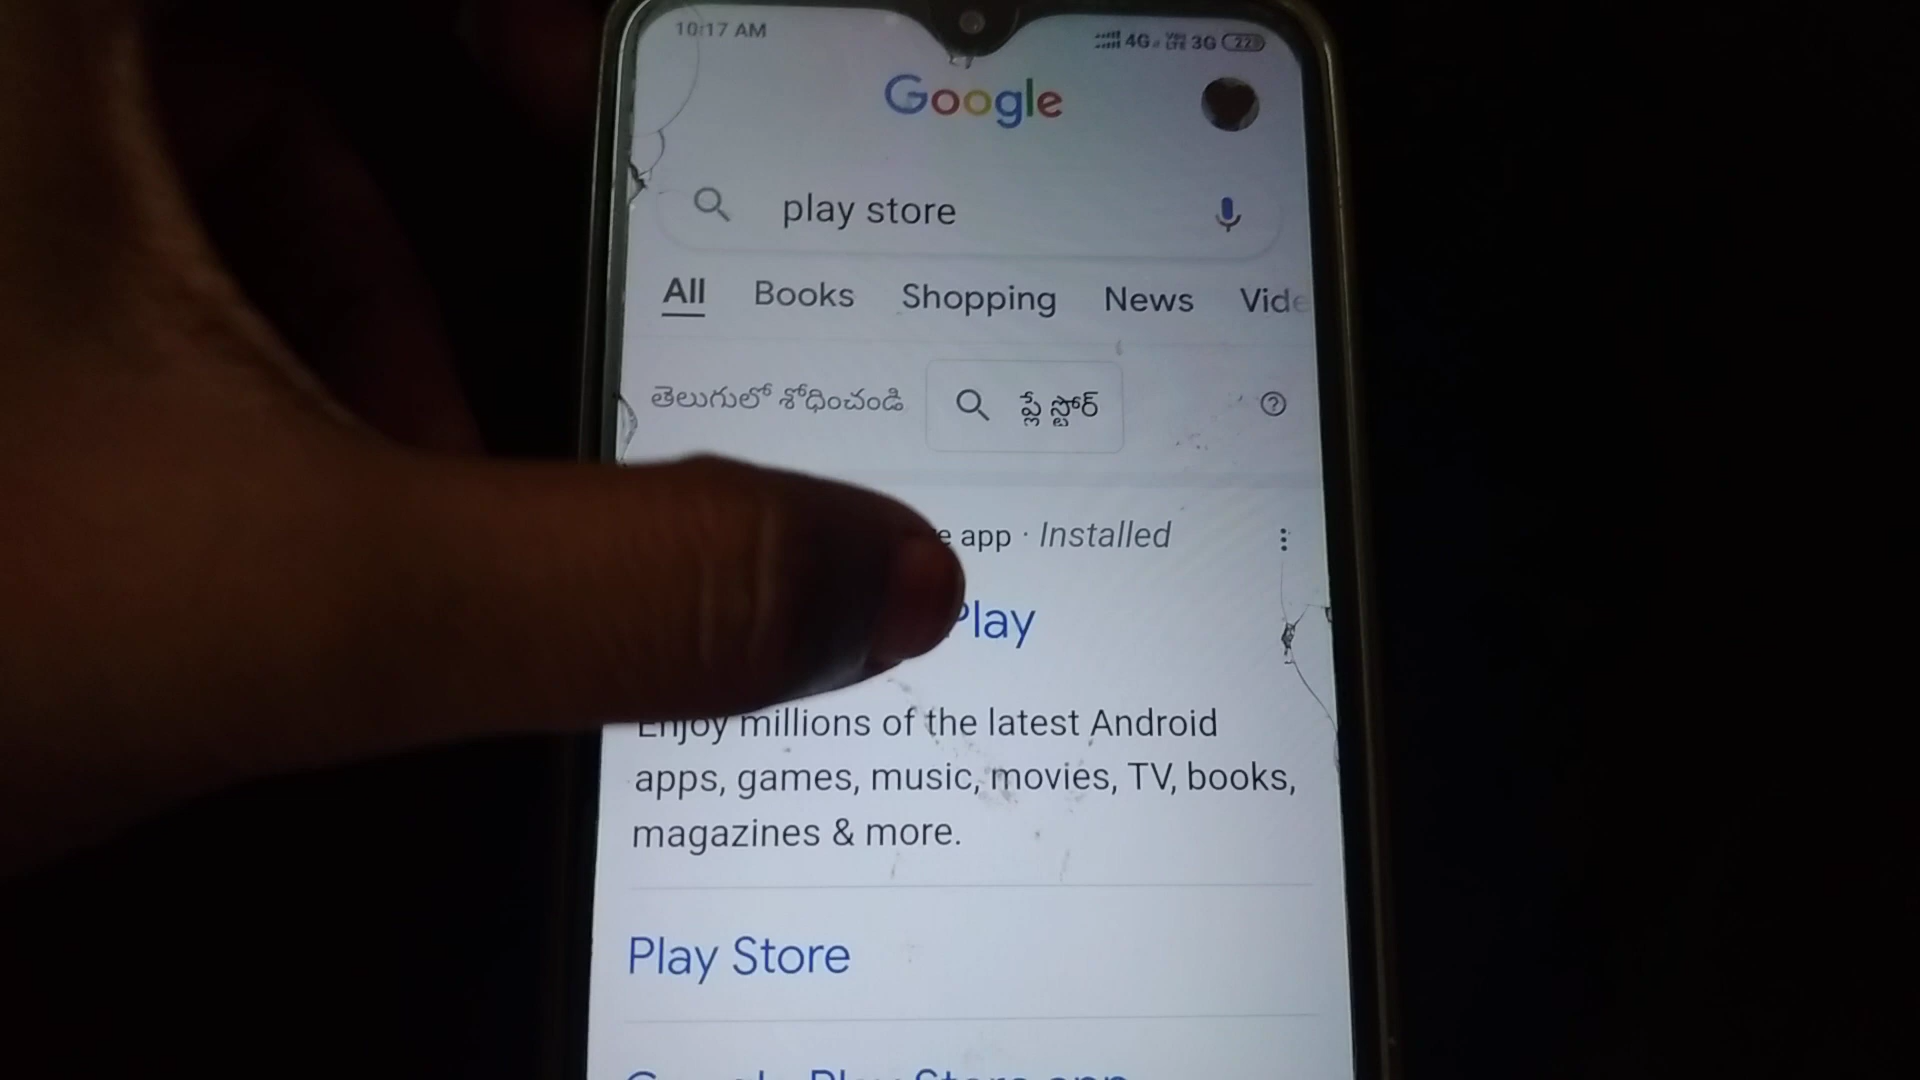 10:17 AM
4G 3G 22
Google
play store
All Books Shopping News Vide
తెలుగులో శోధించండి ప్లే స్టోర్
app · Installed
Play
Enjoy millions of the latest Android
apps, games, music, movies, TV, books,
magazines & more.
Play Store